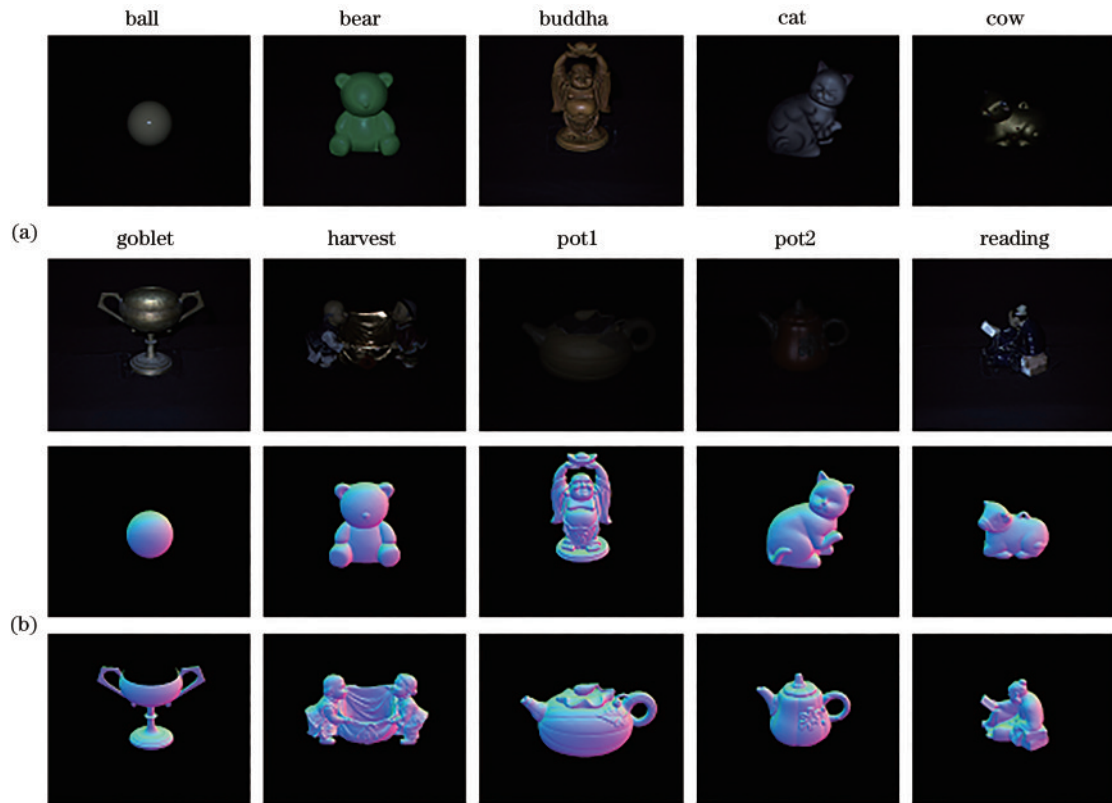 ball bear buddha cat cow
(a)
goblet harvest pot1 pot2 reading
(b)